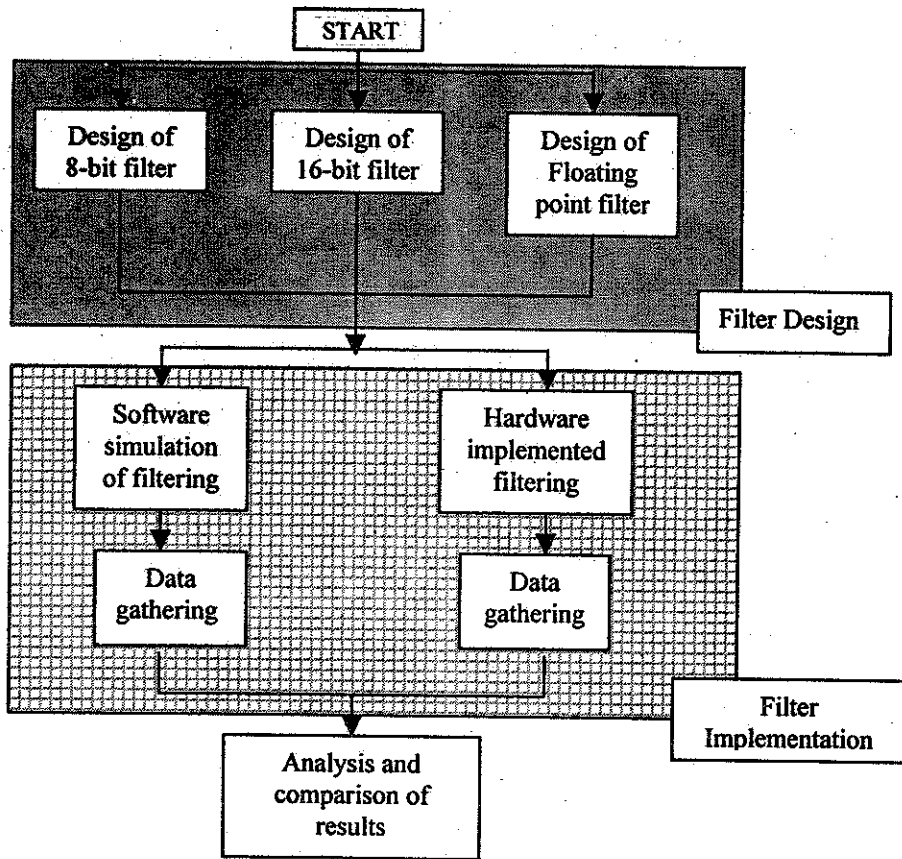 START
Design of
8-bit filter
Design of
16-bit filter
Design of
Floating
point filter
Filter Design
Software
simulation
of filtering
Hardware
implemented
filtering
Data
gathering
Data
gathering
Filter
Implementation
Analysis and
comparison of
results